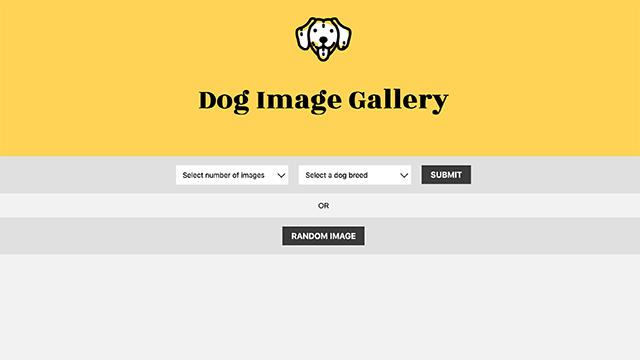 Dog Image Gallery
Select number of images
Select a dog breed
SUBMIT
OR
RANDOM IMAGE